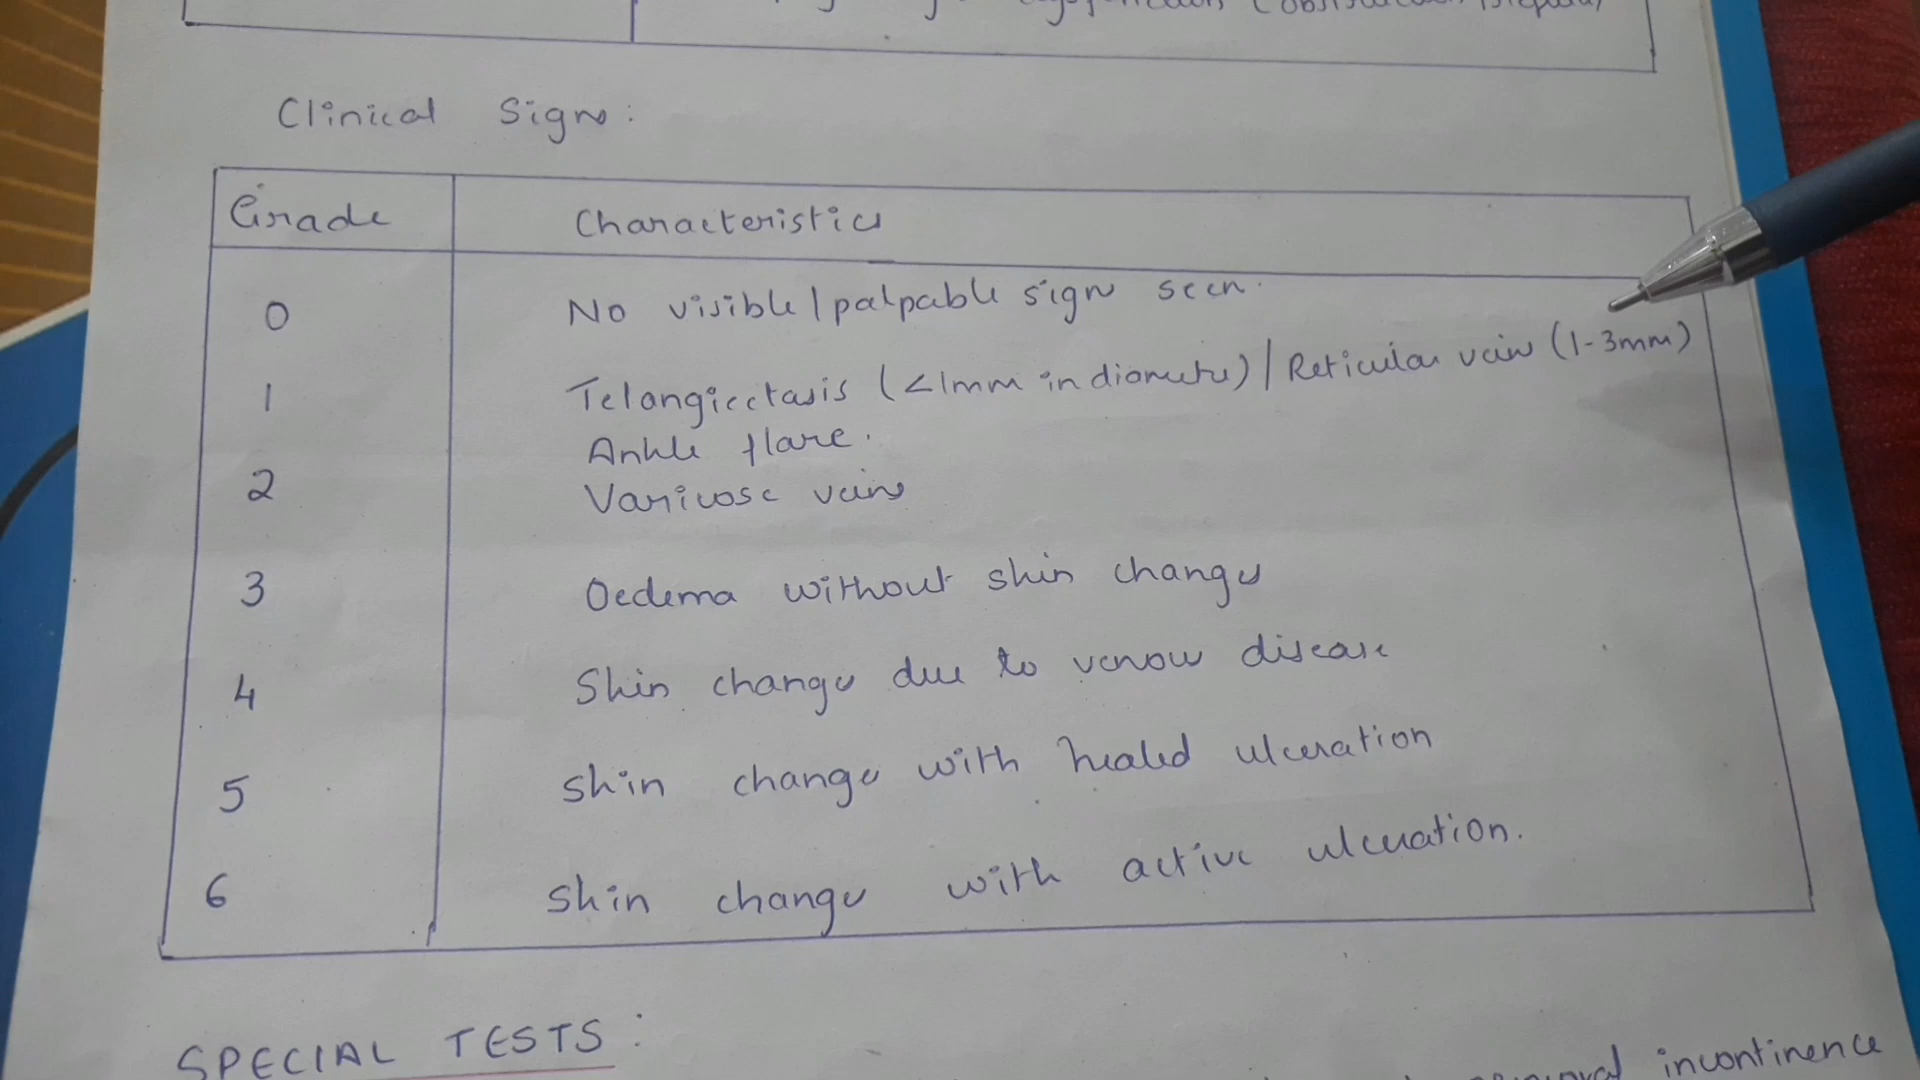 (obstruction
Clinical Signs:
Grade Characteristics
0 No visible/palpable signs seen.
1 Telangiectasis (<1mm in diameter)/Reticular veins (1-3mm)
Ankle flare.
2 Varicose veins
3 Oedema without skin changes
4 Skin changes due to venous disease
5 Skin changes with healed ulceration
6 Skin changes with active ulceration.
SPECIAL TESTS:
incontinence